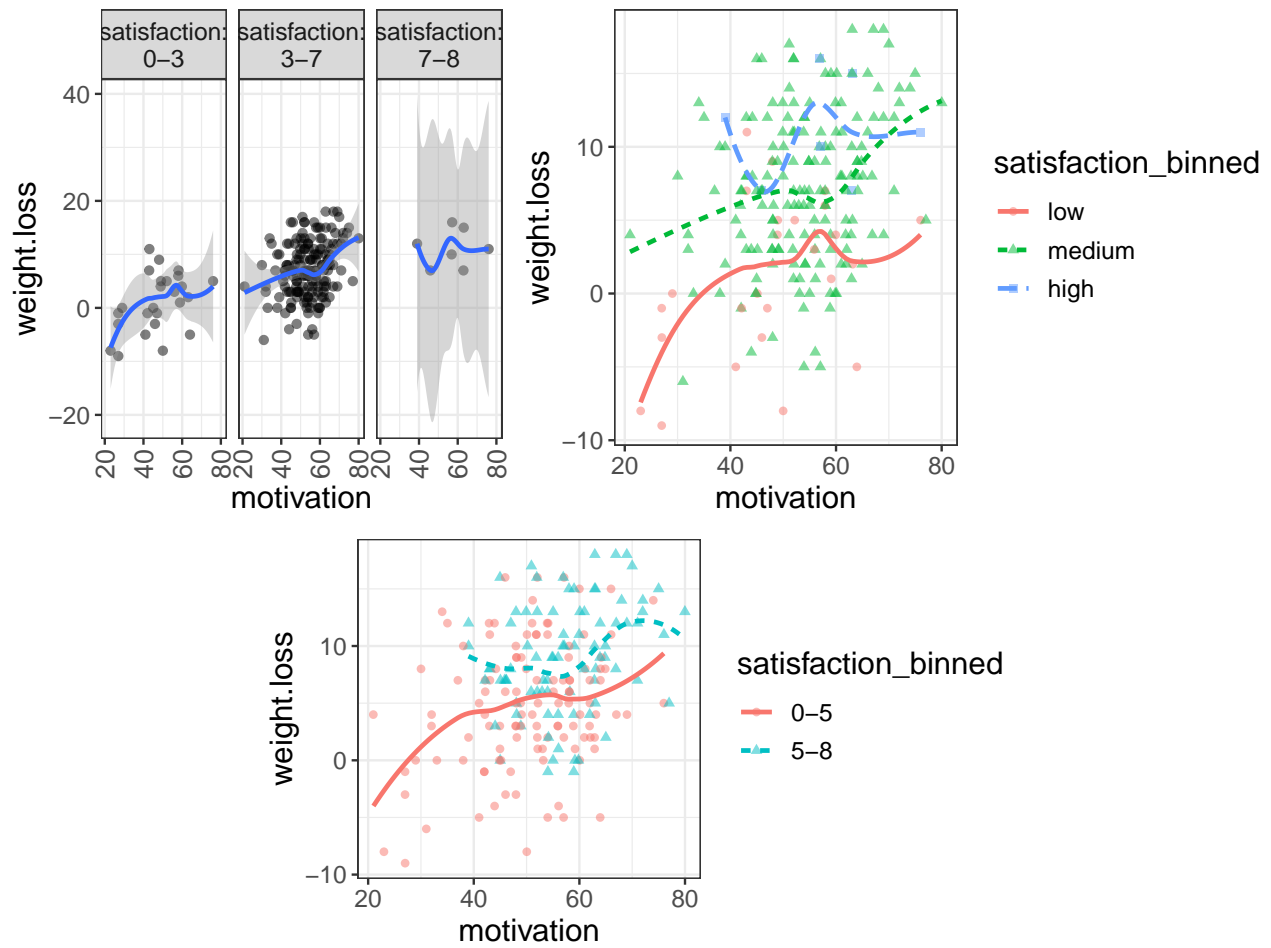 satisfaction: satisfaction: satisfaction:
0−3 3−7 7−8
40
20
0
−20
weight.loss
20 40 60 80 20 40 60 80 20 40 60 80
motivation
10
0
−10
weight.loss
20 40 60 80
motivation
satisfaction_binned
low
medium
high
10
0
−10
weight.loss
20 40 60 80
motivation
satisfaction_binned
0−5
5−8